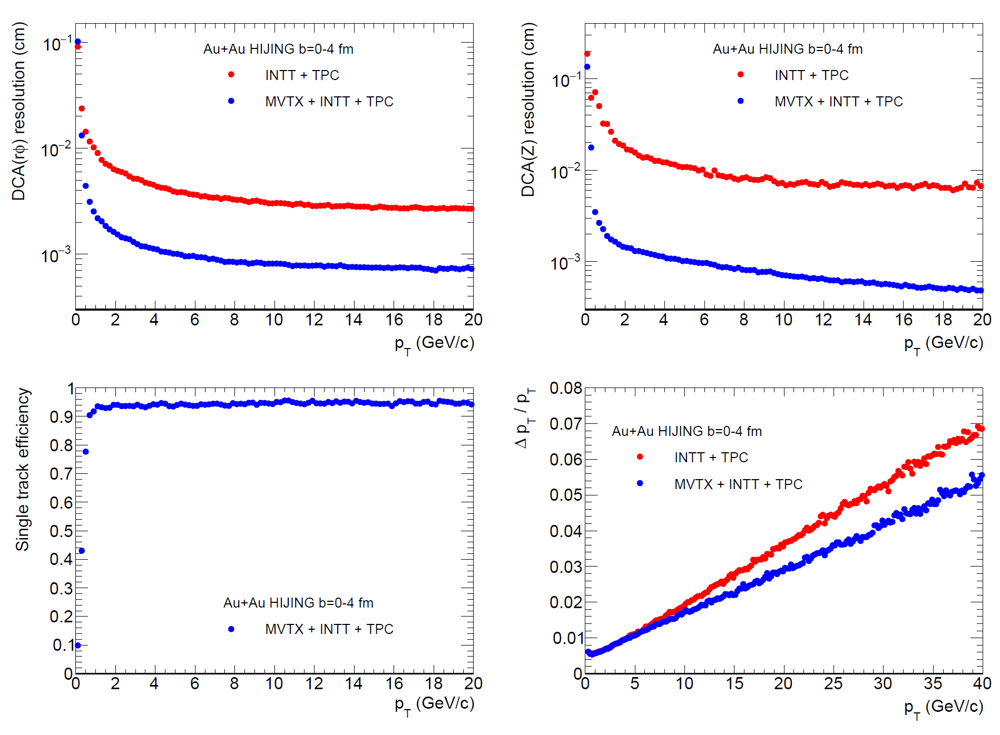 DCA(rφ) resolution (cm)
10⁻¹
10⁻²
10⁻³
Au+Au HIJING b=0-4 fm
INTT + TPC
MVTX + INTT + TPC
0 2 4 6 8 10 12 14 16 18 20
p_T (GeV/c)
DCA(Z) resolution (cm)
10⁻¹
10⁻²
10⁻³
Au+Au HIJING b=0-4 fm
INTT + TPC
MVTX + INTT + TPC
0 2 4 6 8 10 12 14 16 18 20
p_T (GeV/c)
Single track efficiency
1
0.9
0.8
0.7
0.6
0.5
0.4
0.3
0.2
0.1
0
Au+Au HIJING b=0-4 fm
MVTX + INTT + TPC
0 2 4 6 8 10 12 14 16 18 20
p_T (GeV/c)
Δ p_T / p_T
0.08
0.07
0.06
0.05
0.04
0.03
0.02
0.01
0
Au+Au HIJING b=0-4 fm
INTT + TPC
MVTX + INTT + TPC
0 5 10 15 20 25 30 35 40
p_T (GeV/c)